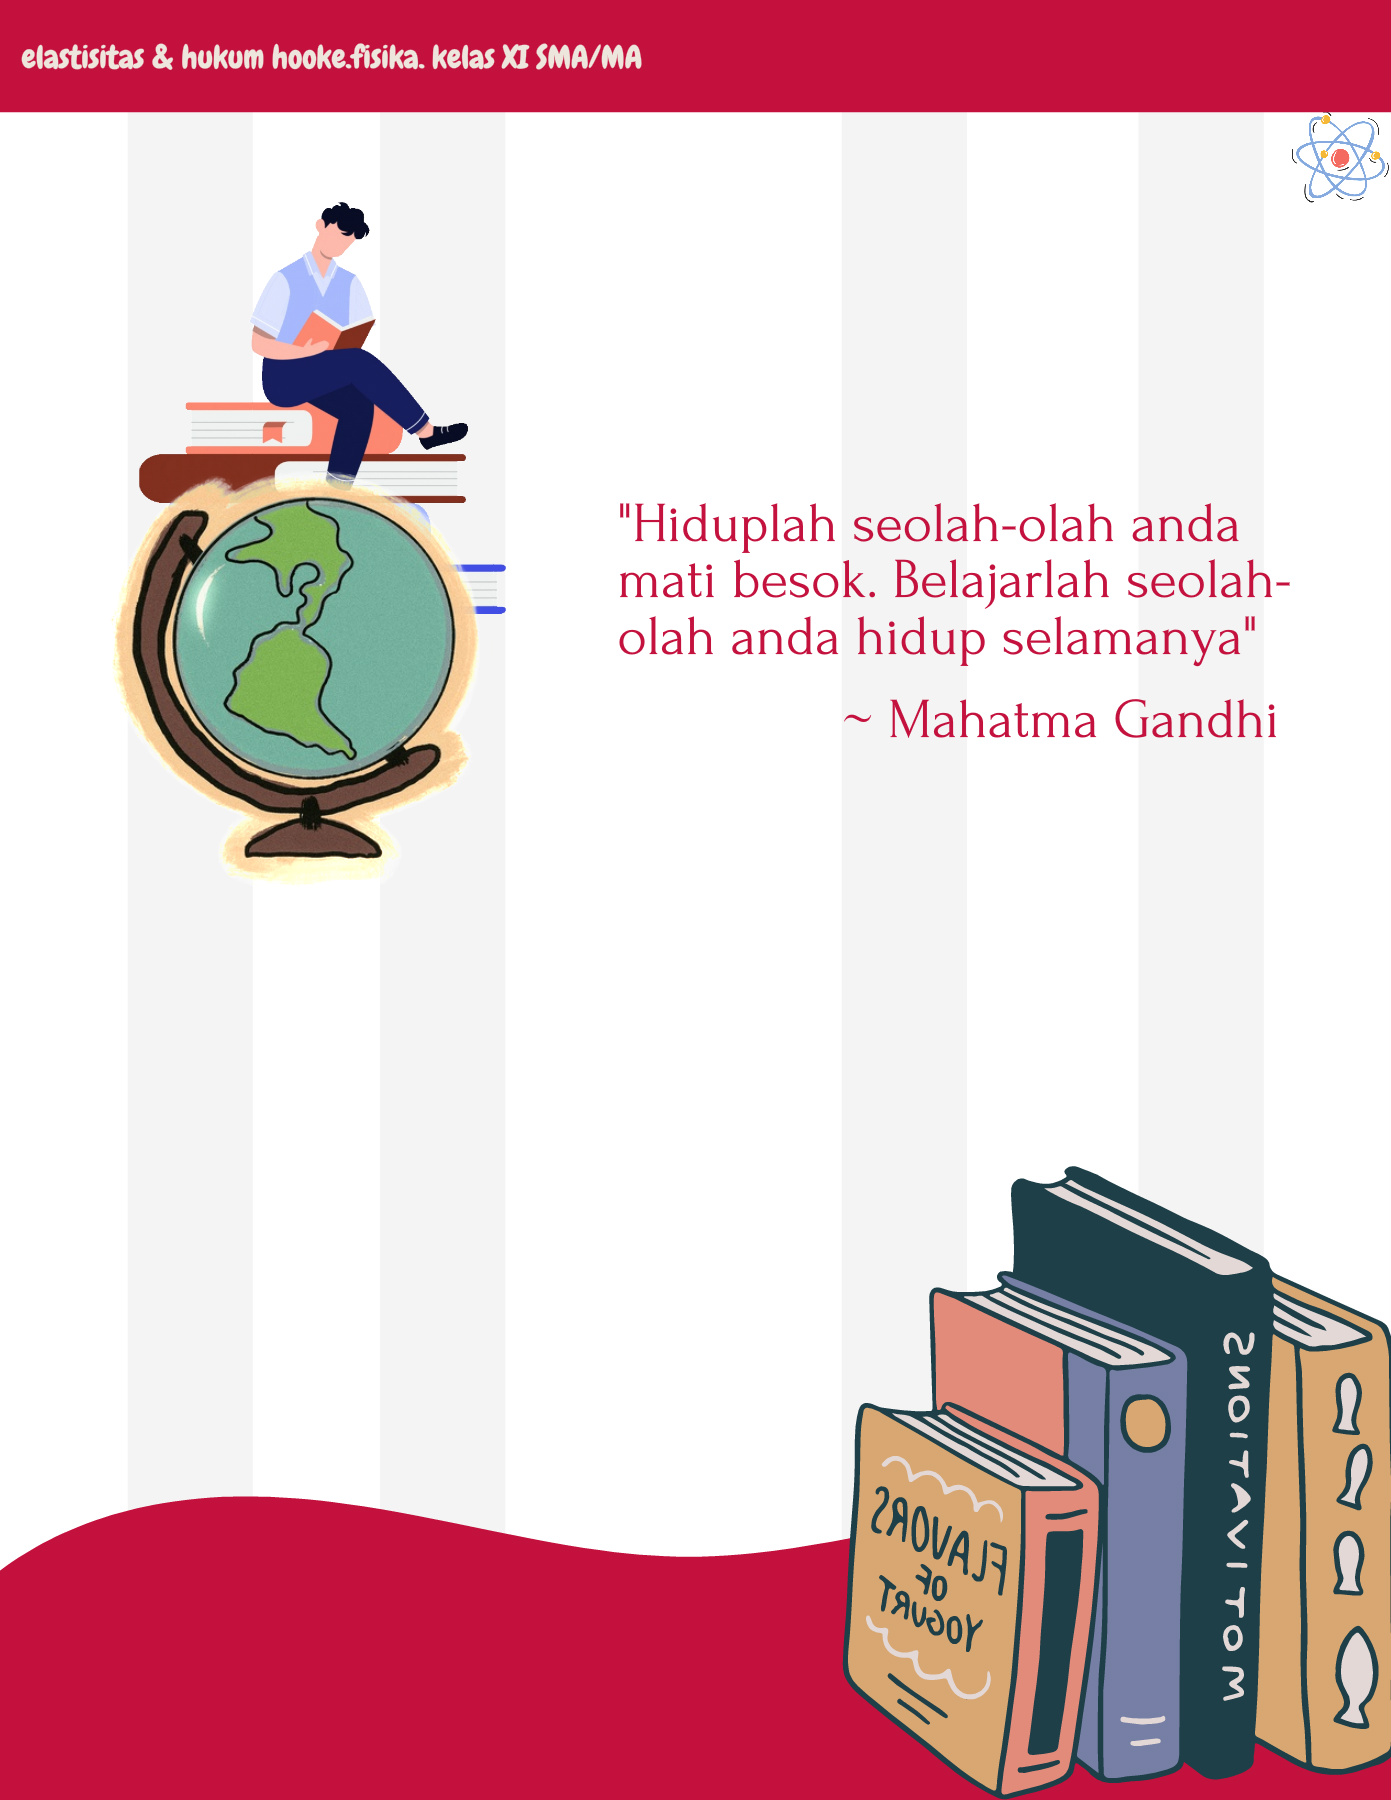 elastisitas & hukum hooke.fisika. kelas XI SMA/MA
"Hiduplah seolah-olah anda
mati besok. Belajarlah seolah-
olah anda hidup selamanya"
~ Mahatma Gandhi
FLAVORS
OF
YOGURT
MOTIVATIONS